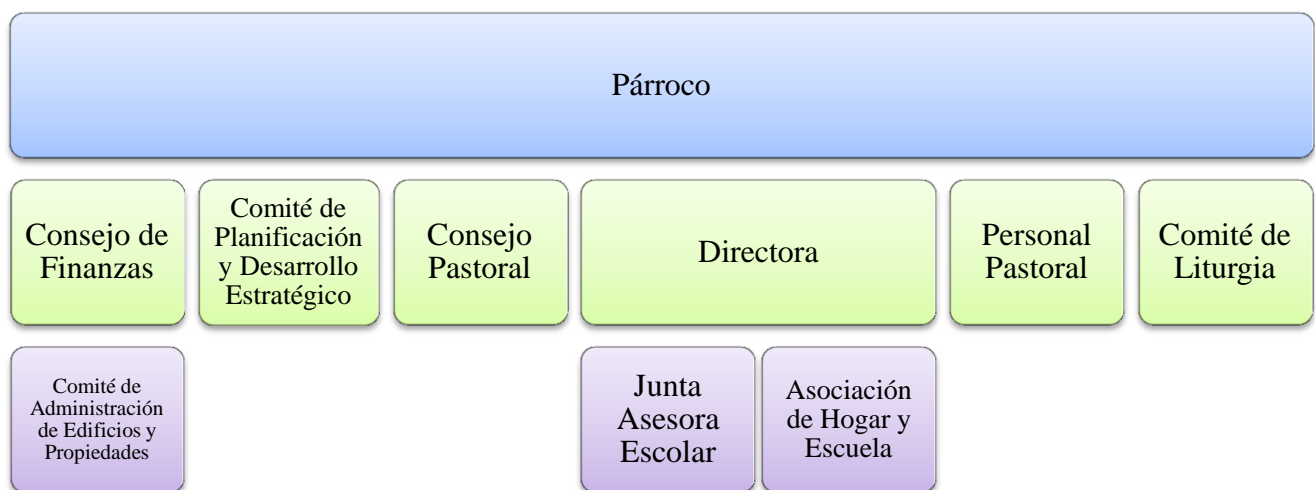 Párroco
Consejo de
Finanzas
Comité de
Planificación
y Desarrollo
Estratégico
Consejo
Pastoral
Directora
Personal
Pastoral
Comité de
Liturgia
Comité de
Administración
de Edificios y
Propiedades
Junta
Asesora
Escolar
Asociación
de Hogar y
Escuela